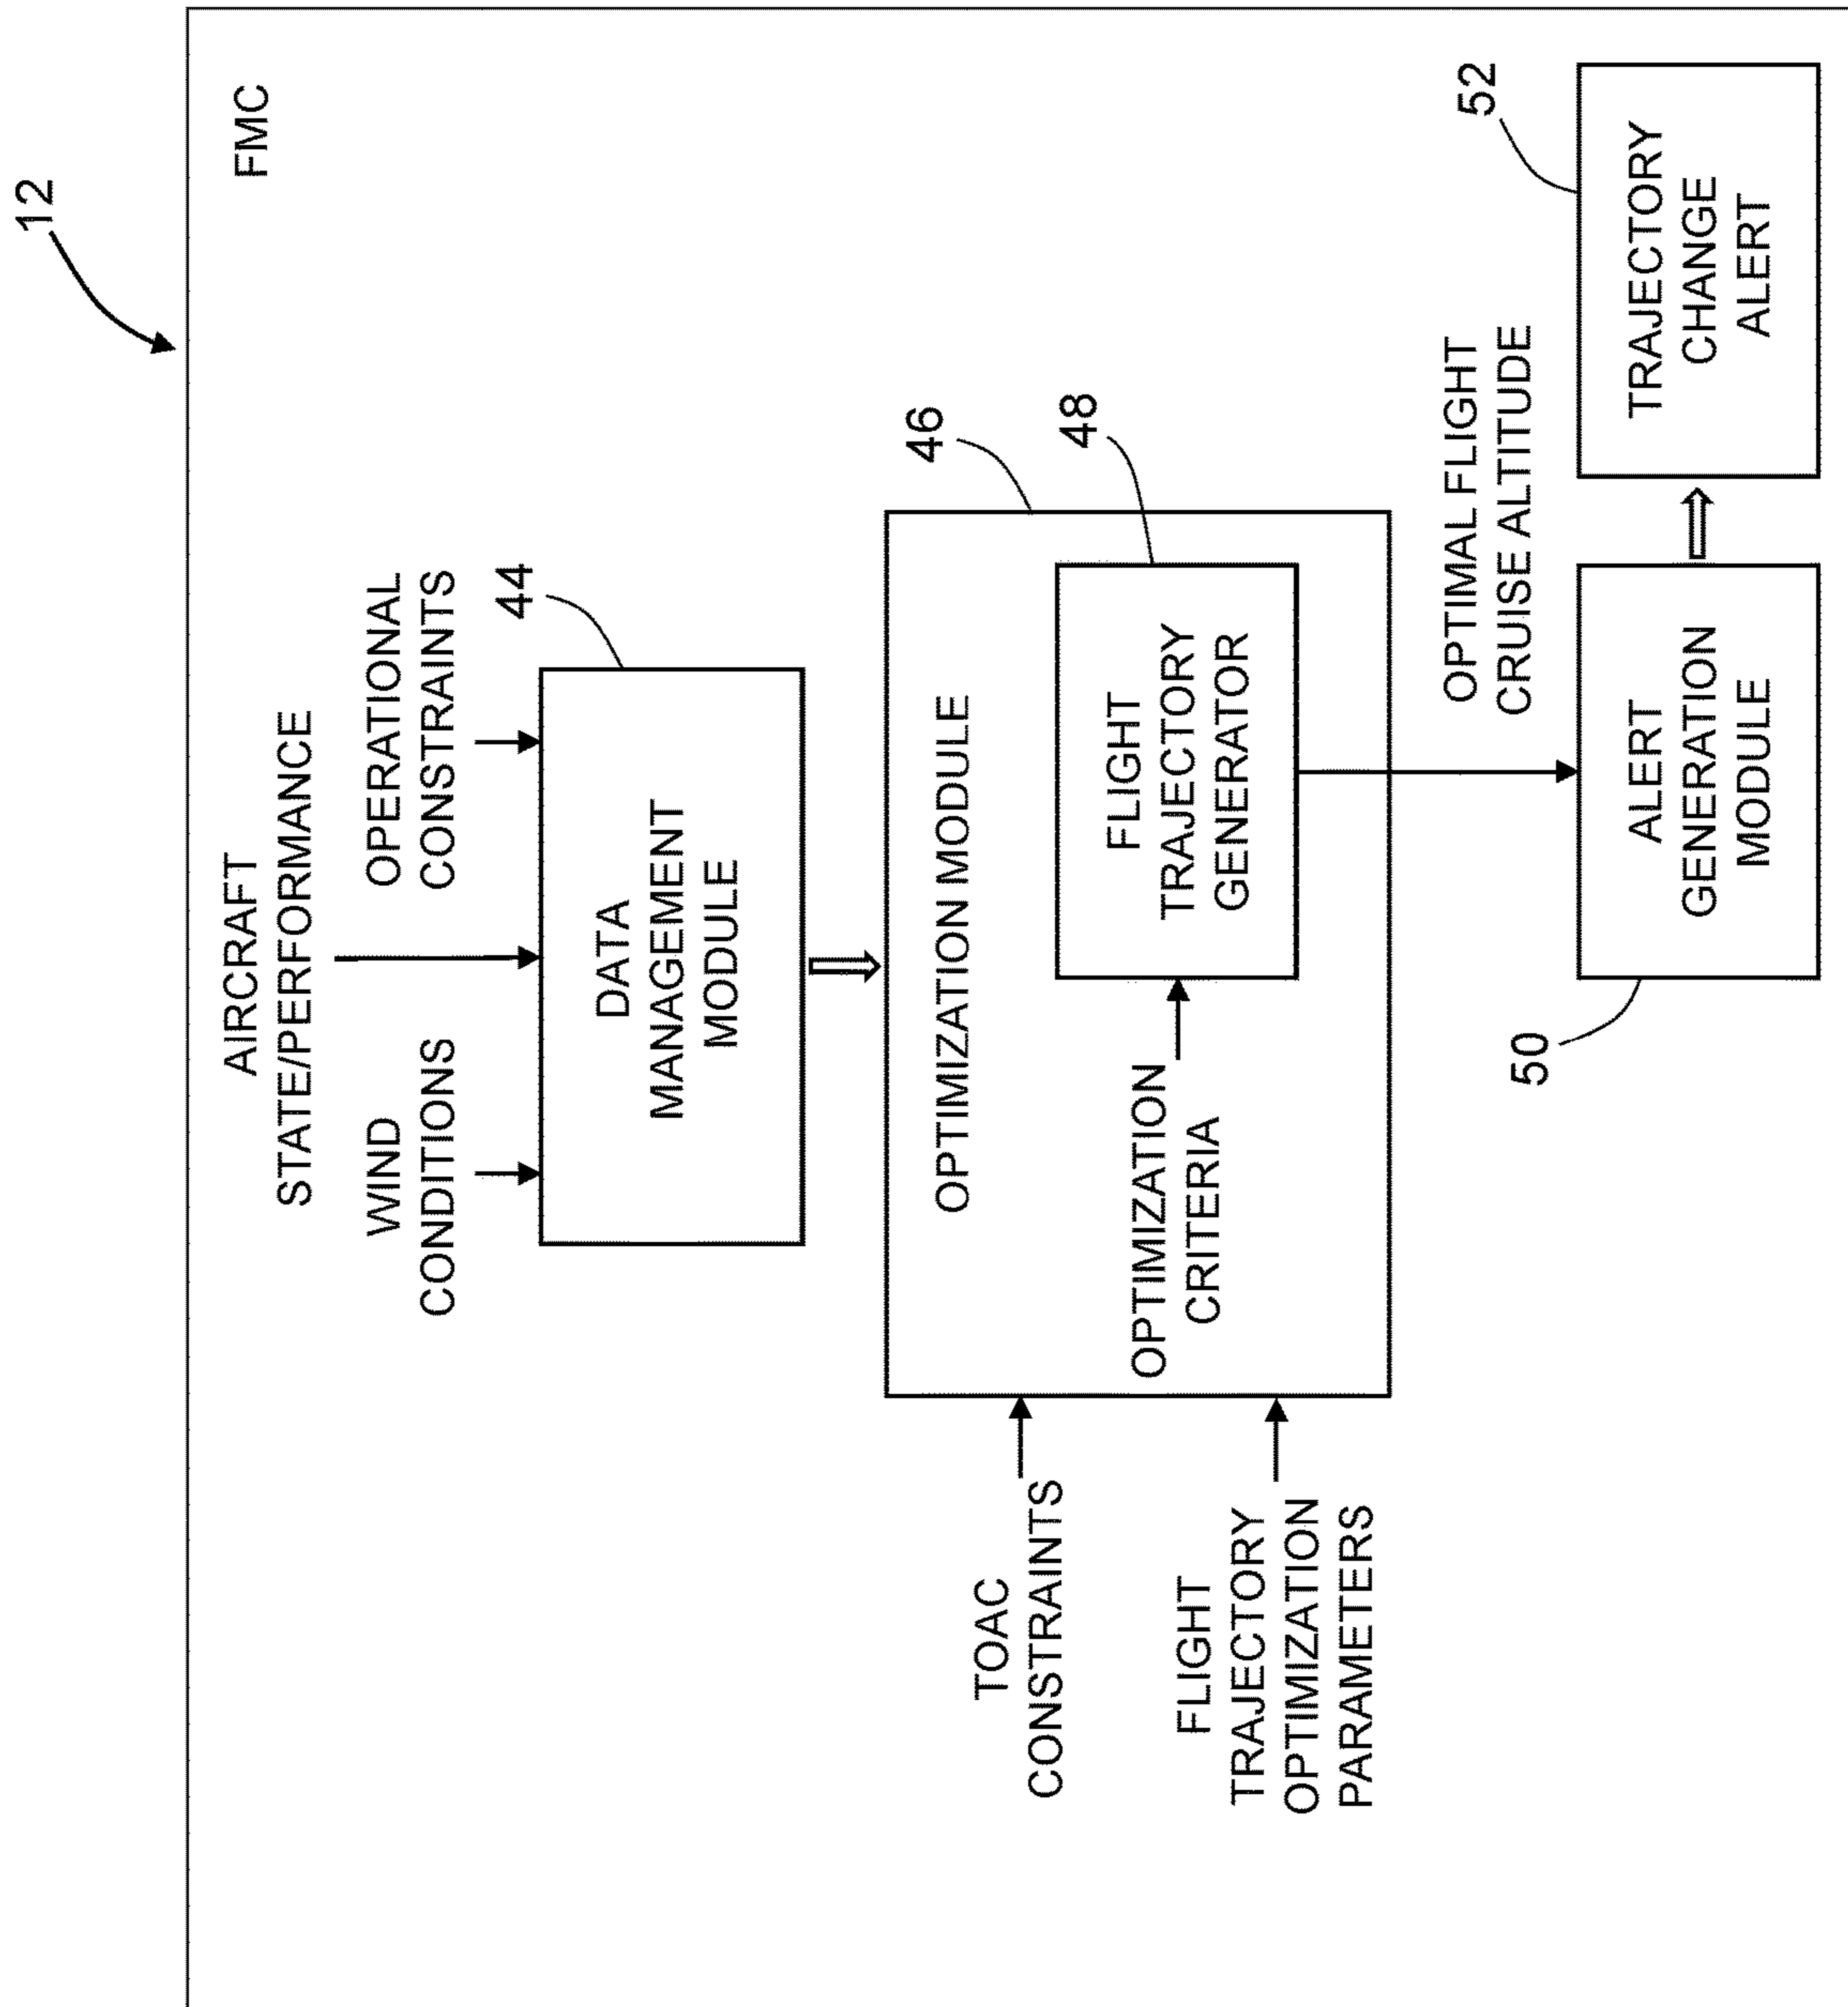 12
FMC
AIRCRAFT
STATE/PERFORMANCE
WIND
CONDITIONS
OPERATIONAL
CONSTRAINTS
44
DATA
MANAGEMENT
MODULE
46
OPTIMIZATION MODULE
TOAC
CONSTRAINTS
48
FLIGHT
TRAJECTORY
GENERATOR
OPTIMIZATION
CRITERIA
FLIGHT
TRAJECTORY
OPTIMIZATION
PARAMETERS
OPTIMAL FLIGHT
CRUISE ALTITUDE
50
ALERT
GENERATION
MODULE
52
TRAJECTORY
CHANGE
ALERT